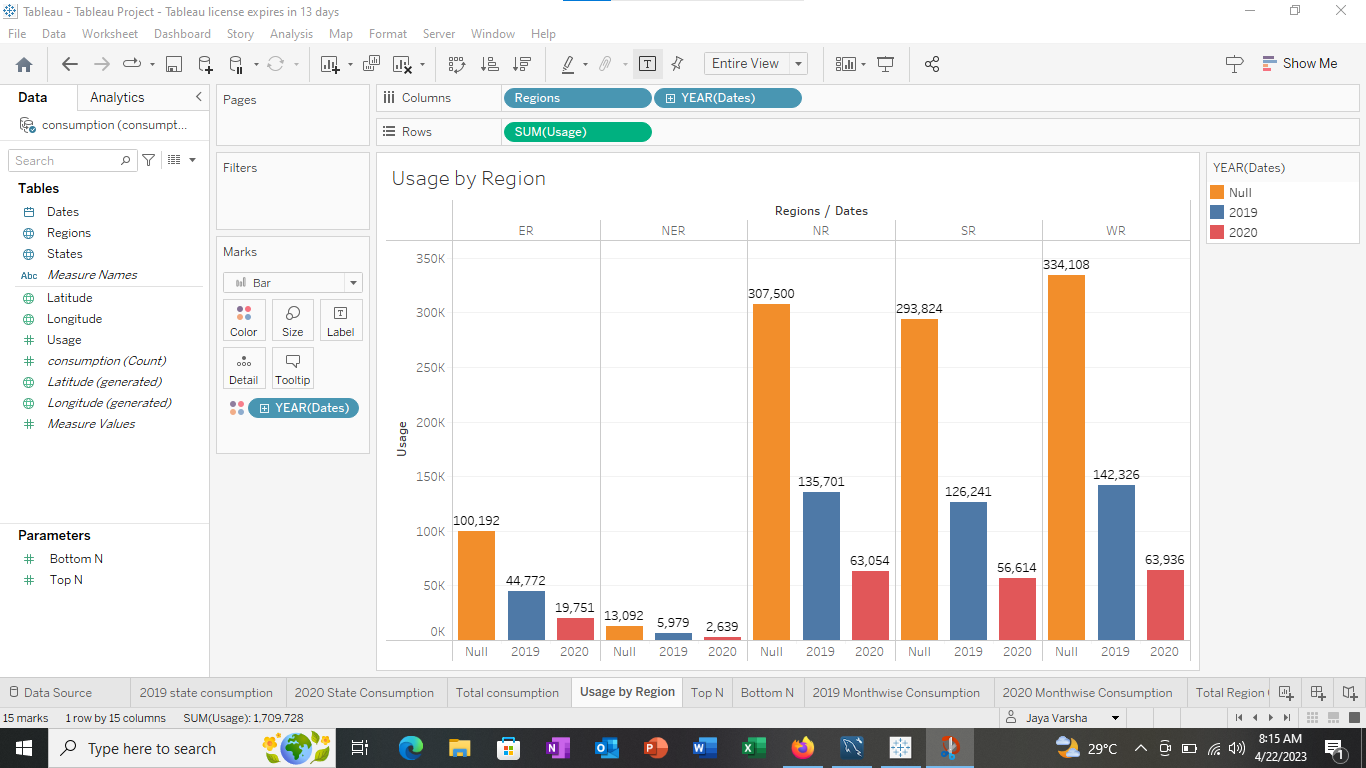 Tableau - Tableau Project - Tableau license expires in 13 days
File Data Worksheet Dashboard Story Analysis Map Format Server Window Help
Entire View
Show Me
Data Analytics
consumption (consumpt...
Search
Tables
Dates
Regions
States
Abc Measure Names
Latitude
Longitude
Usage
consumption (Count)
Latitude (generated)
Longitude (generated)
Measure Values
Parameters
Bottom N
Top N
Pages
Filters
Marks
Bar
Color Size Label
Detail Tooltip
YEAR(Dates)
Columns Regions YEAR(Dates)
Rows SUM(Usage)
Usage by Region
Regions / Dates
ER NER NR SR WR
Usage
350K
300K
250K
200K
150K
100K
50K
0K
100,192 44,772 19,751 13,092 5,979 2,639 307,500 135,701 63,054 293,824 126,241 56,614 334,108 142,326 63,936
Null 2019 2020 Null 2019 2020 Null 2019 2020 Null 2019 2020 Null 2019 2020
YEAR(Dates)
Null
2019
2020
Data Source 2019 state consumption 2020 State Consumption Total consumption Usage by Region Top N Bottom N 2019 Monthwise Consumption 2020 Monthwise Consumption Total Region
15 marks 1 row by 15 columns SUM(Usage): 1,709,728 Jaya Varsha
Type here to search
29°C
8:15 AM
4/22/2023
1